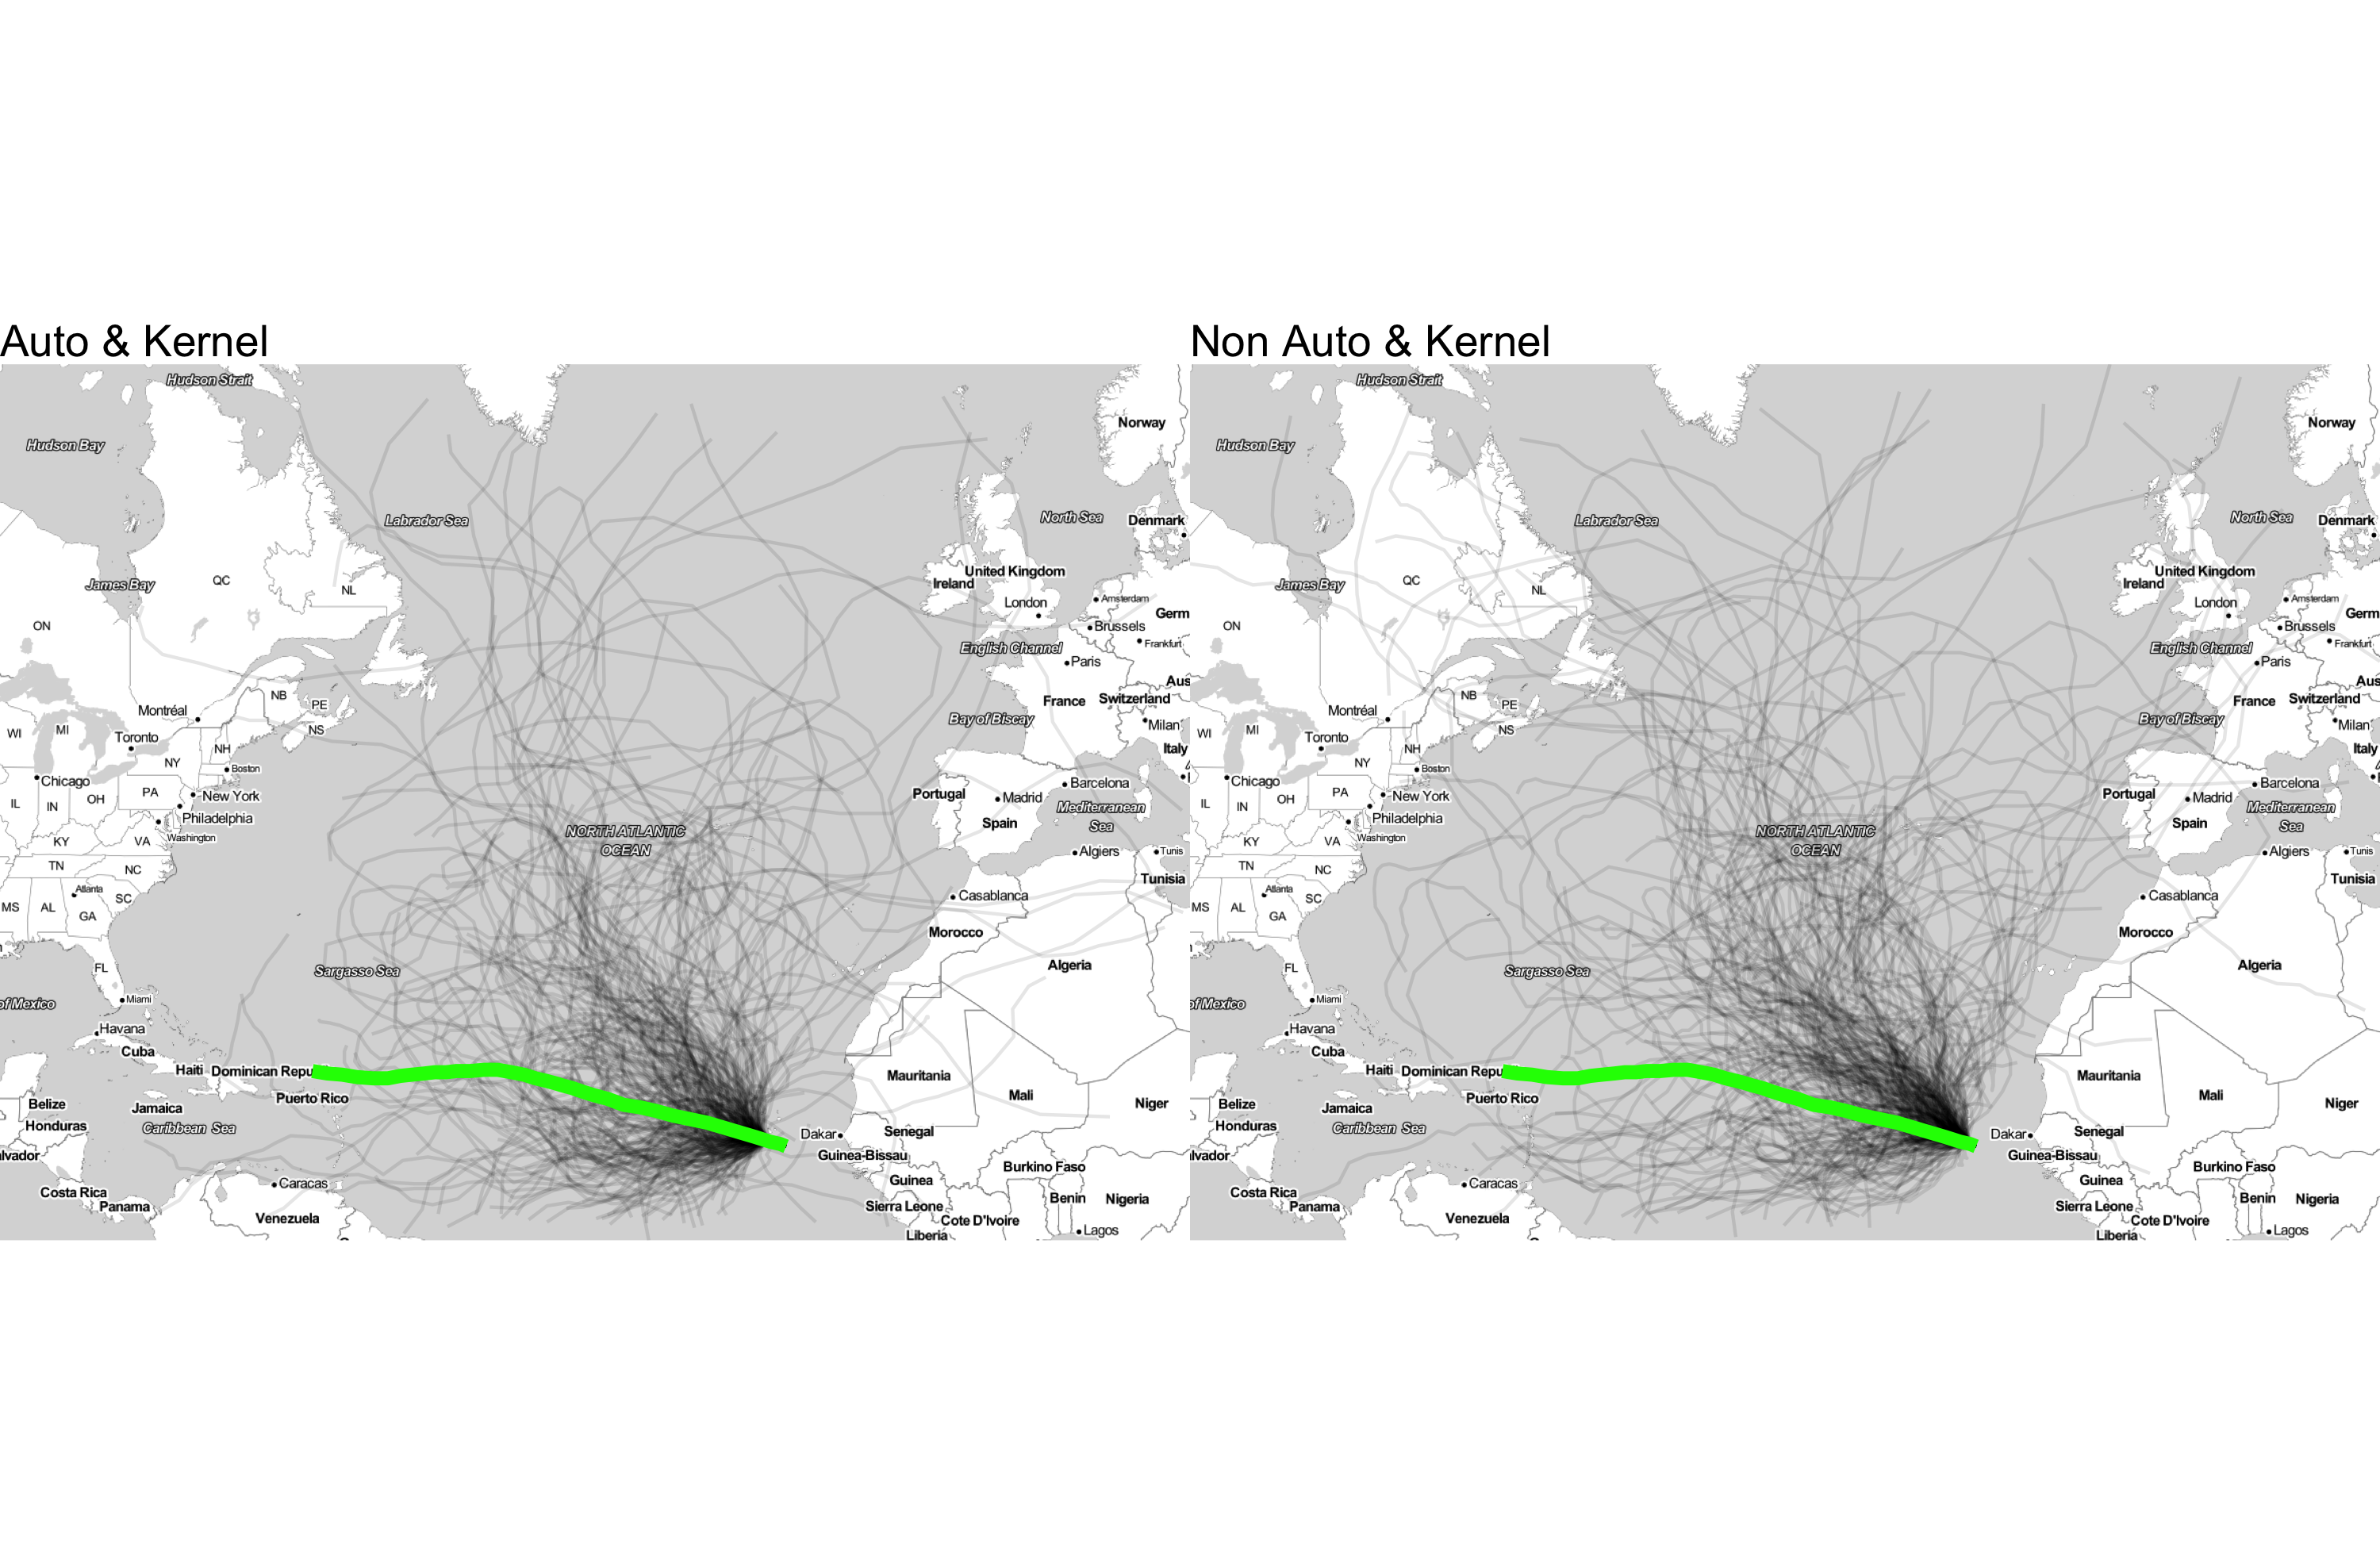 Auto & Kernel
Hudson Strait
Hudson Bay
Norway
Labrador Sea
North Sea
Denmark
James Bay
QC
NL
United Kingdom
Ireland
London
Amsterdam
Germ
ON
Brussels
Frankfurt
English Channel
Paris
Aus
NB
PE
France
Switzerland
Montréal
Bay of Biscay
NS
Milan
WI
MI
Toronto
NH
Italy
NY
Boston
Chicago
Barcelona
PA
New York
Portugal
Madrid
Mediterranean
Sea
IL
IN
OH
Philadelphia
Spain
Washington
NORTH ATLANTIC
OCEAN
KY
VA
Algiers
Tunis
TN
NC
Tunisia
Atlanta
SC
Casablanca
MS
AL
GA
Morocco
Algeria
FL
Sargasso Sea
Miami
of Mexico
Havana
Cuba
Haiti
Dominican Repu
Mauritania
Mali
Niger
Puerto Rico
Belize
Jamaica
Honduras
Caribbean Sea
Dakar
Senegal
lvador
Guinea-Bissau
Burkino Faso
Guinea
Caracas
Costa Rica
Panama
Benin
Nigeria
Sierra Leone
Venezuela
Cote D'Ivoire
Lagos
Liberia
Non Auto & Kernel
Hudson Strait
Hudson Bay
Norway
Labrador Sea
North Sea
Denmark
James Bay
QC
NL
United Kingdom
Ireland
London
Amsterdam
Germ
ON
Brussels
Frankfurt
English Channel
Paris
Aus
NB
PE
France
Switzerland
Montréal
Bay of Biscay
NS
Milan
WI
MI
Toronto
NH
Italy
NY
Boston
Chicago
Barcelona
PA
New York
Portugal
Madrid
Mediterranean
Sea
IL
IN
OH
Philadelphia
Spain
Washington
NORTH ATLANTIC
OCEAN
KY
VA
Algiers
Tunis
TN
NC
Tunisia
Atlanta
SC
Casablanca
MS
AL
GA
Morocco
Algeria
FL
Sargasso Sea
Miami
of Mexico
Havana
Cuba
Haiti
Dominican Repu
Mauritania
Mali
Niger
Puerto Rico
Belize
Jamaica
Honduras
Caribbean Sea
Dakar
Senegal
lvador
Guinea-Bissau
Burkino Faso
Guinea
Caracas
Costa Rica
Panama
Benin
Nigeria
Sierra Leone
Venezuela
Cote D'Ivoire
Lagos
Liberia